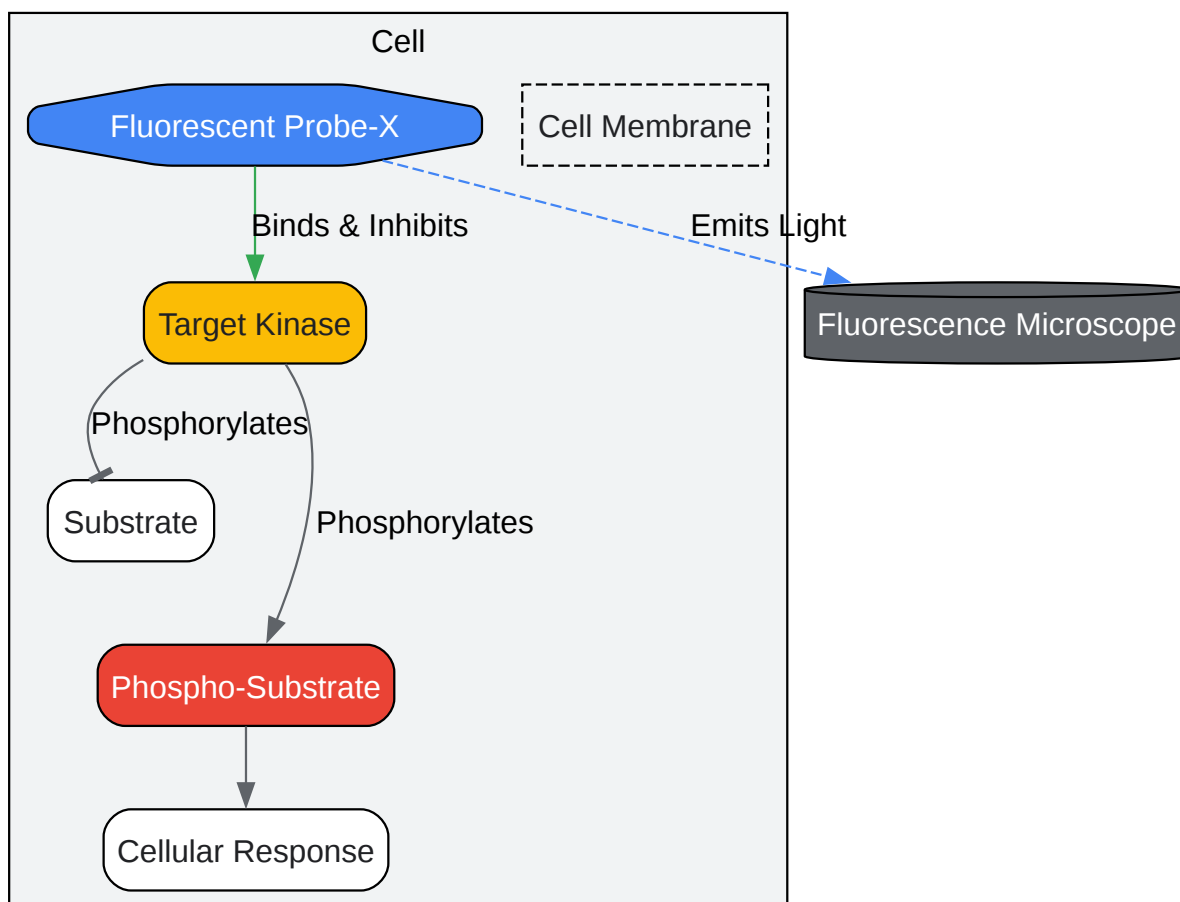 Cell
Fluorescent Probe-X
Cell Membrane
Binds & Inhibits
Emits Light
Target Kinase
Fluorescence Microscope
Phosphorylates
Substrate
Phosphorylates
Phospho-Substrate
Cellular Response